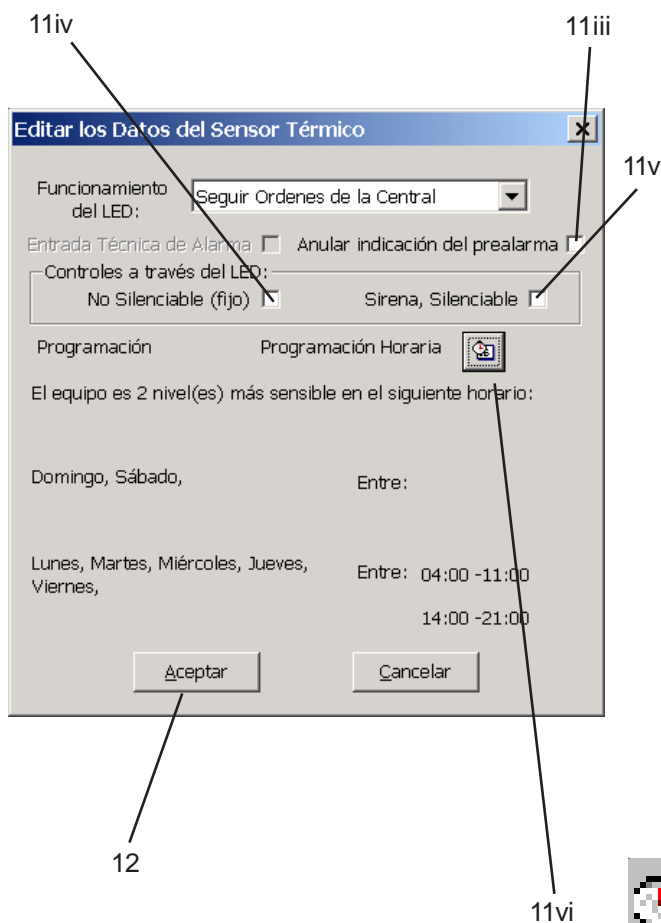 11iv
11iii
Editar los Datos del Sensor Térmico
11v
Funcionamiento
del LED:
Seguir Ordenes de la Central
Entrada Técnica de Alarma
Anular indicación del prealarma
Controles a través del LED:
No Silenciable (fijo)
Sirena, Silenciable
Programación
Programación Horaria
El equipo es 2 nivel(es) más sensible en el siguiente horario:
Domingo, Sábado,
Entre:
Lunes, Martes, Miércoles, Jueves,
Viernes,
Entre: 04:00 -11:00
14:00 -21:00
Aceptar
Cancelar
12
11vi